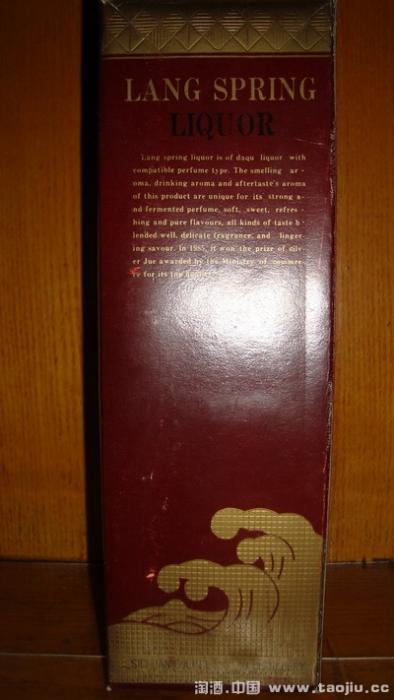 LANG SPRING
LIQUOR
Lang spring liquor is of daqu liquor with
compatible perfume type. The smelling ar-
oma, drinking aroma and aftertaste's aroma
of this product are unique for its strong a-
nd fermented perfume, soft, sweet, refres-
hing and pure flavours, all kinds of taste b-
lended well, delicate fragrance, and linger-
ing savour. In 1985, it won the prize of silv-
er Jue awarded by the Ministry of commer-
ce for its top quality.
淘酒.中国 www.taojiu.cc